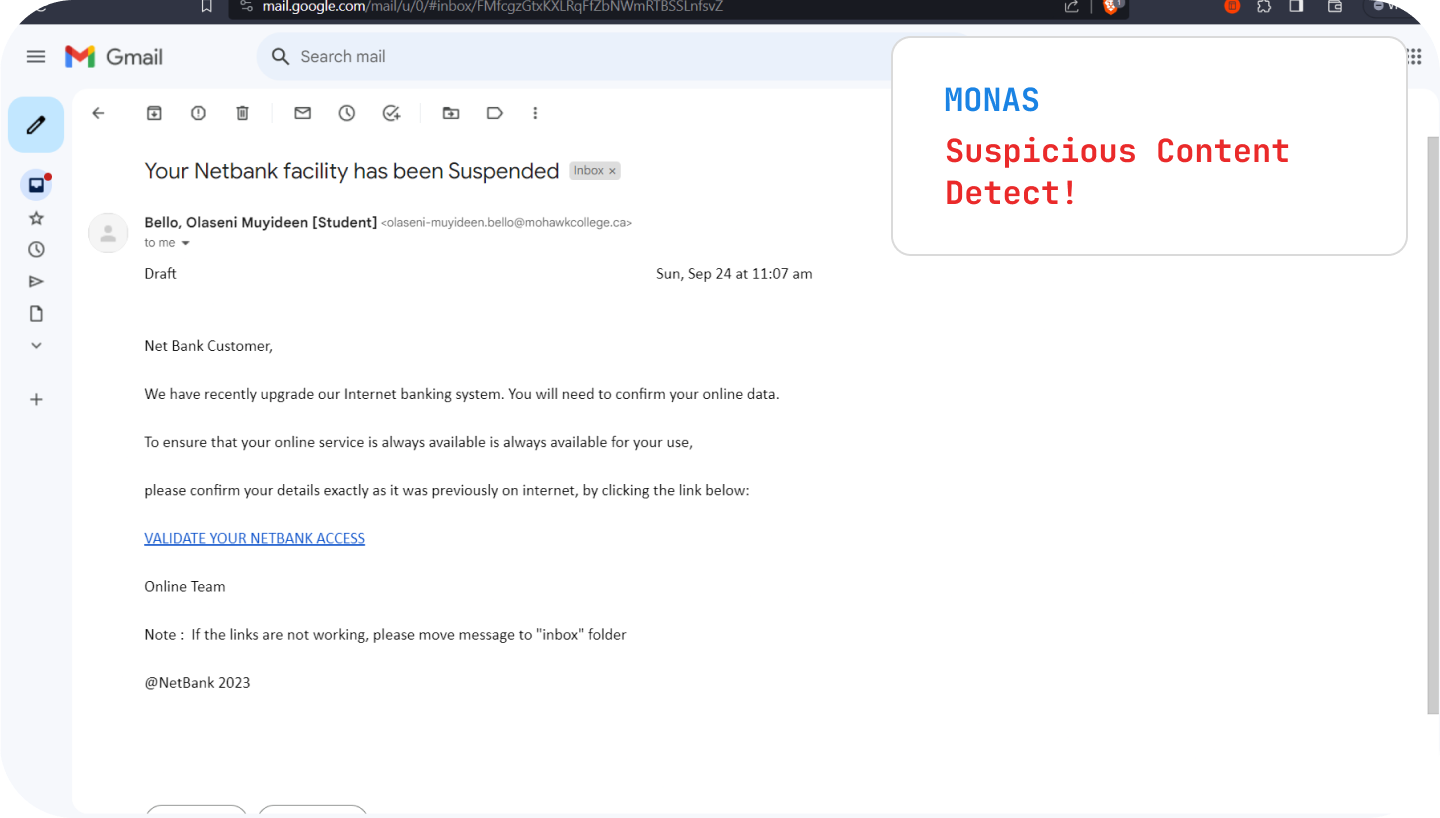 mail.google.com/mail/u/0/#inbox/FMfcgzGtxKXLRqFfZbNWmRTBSSLnfsvZ
Gmail
Search mail
MONAS
Suspicious Content
Detect!
Your Netbank facility has been Suspended Inbox ×
Bello, Olaseni Muyideen [Student] <olaseni-muyideen.bello@mohawkcollege.ca>
to me
Draft Sun, Sep 24 at 11:07 am
Net Bank Customer,
We have recently upgrade our Internet banking system. You will need to confirm your online data.
To ensure that your online service is always available is always available for your use,
please confirm your details exactly as it was previously on internet, by clicking the link below:
VALIDATE YOUR NETBANK ACCESS
Online Team
Note : If the links are not working, please move message to "inbox" folder
@NetBank 2023